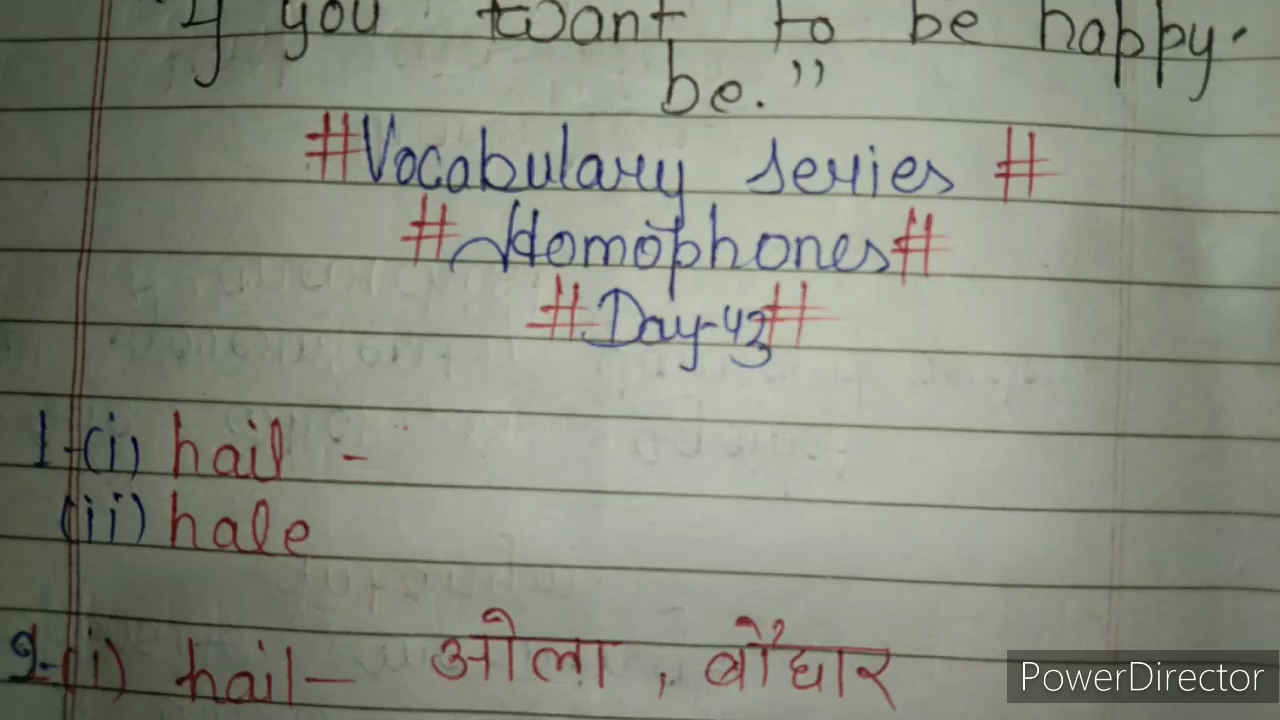 If you want to be happy.
be.”
#Vocabulary series #
#Homophones#
#Day-43#
1-(i) hail -
(ii) hale
2-(i) hail— ओला , बौछार
PowerDirector